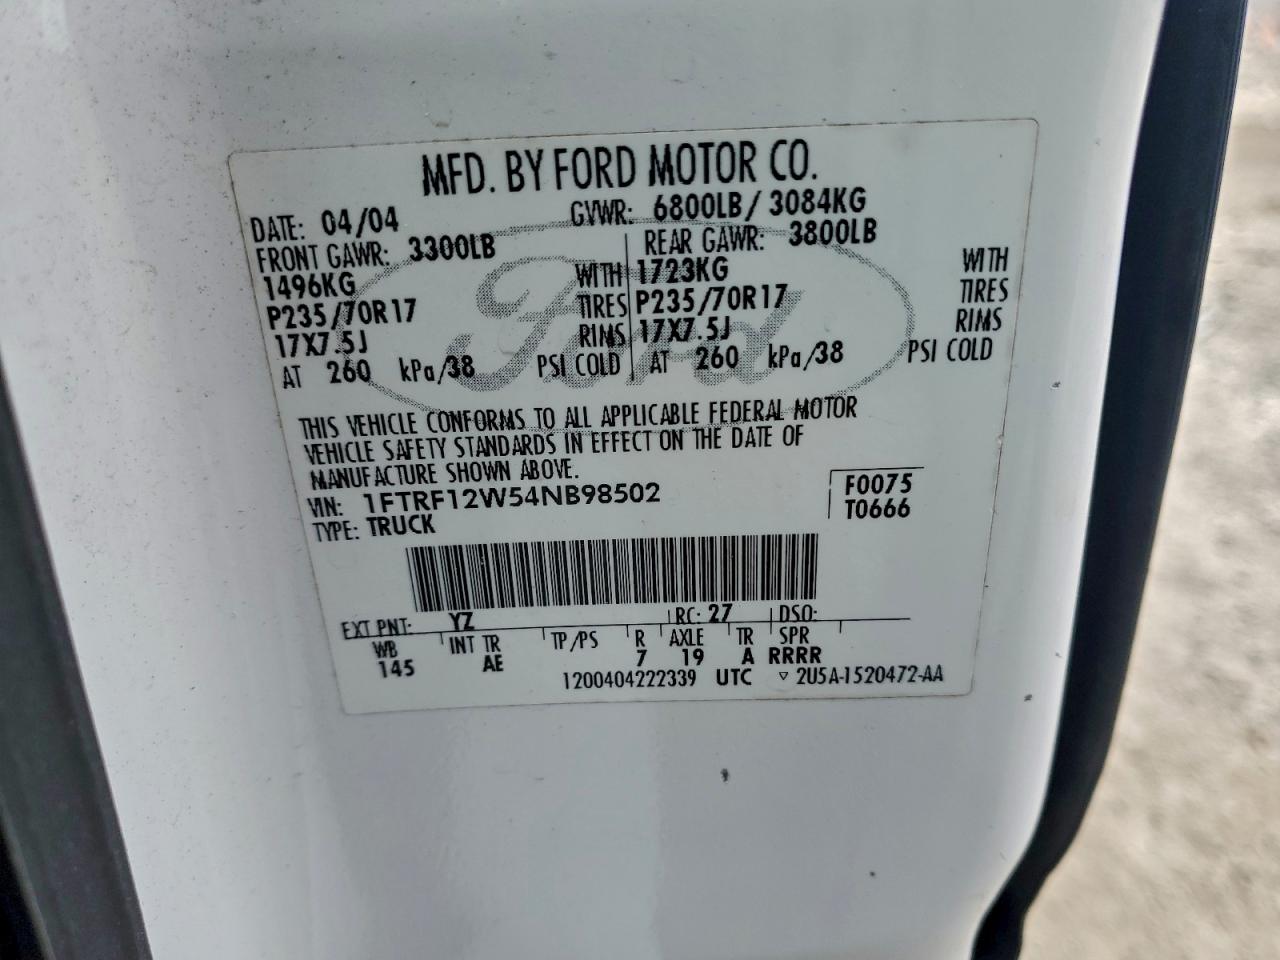 MFD. BY FORD MOTOR CO.
DATE: 04/04 GVWR: 6800LB/ 3084KG
FRONT GAWR: 3300LB REAR GAWR: 3800LB
1496KG WITH 1723KG WITH
P235/70R17 TIRES P235/70R17 TIRES
17X7.5J RIMS 17X7.5J RIMS
AT 260 kPa/38 PSI COLD AT 260 kPa/38 PSI COLD
Ford
THIS VEHICLE CONFORMS TO ALL APPLICABLE FEDERAL MOTOR
VEHICLE SAFETY STANDARDS IN EFFECT ON THE DATE OF
MANUFACTURE SHOWN ABOVE.
VIN: 1FTRF12W54NB98502 F0075
TYPE: TRUCK T0666
EXT PNT: YZ RC: 27 DSO:
WB INT TR TP/PS R AXLE TR SPR
145 AE 7 19 A RRRR
1200404222339 UTC ▽ 2U5A-1520472-AA